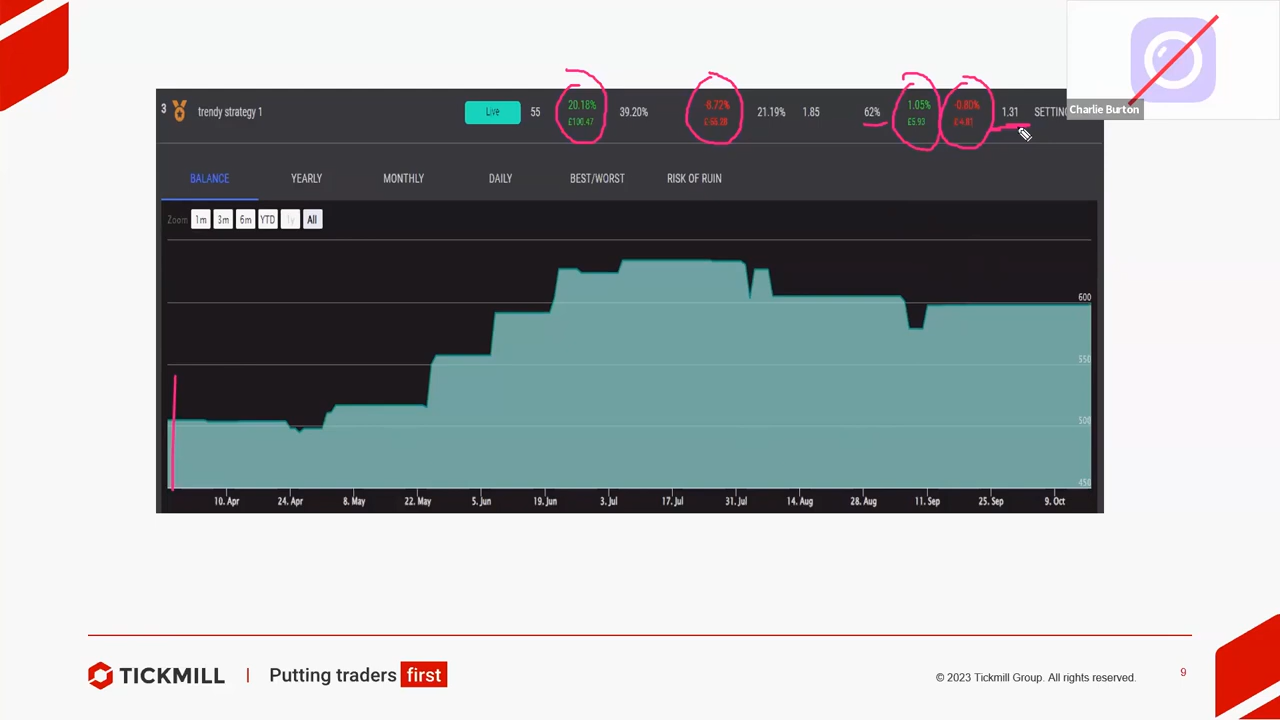 Charlie Burton
3 trendy strategy 1 Live 55 20.18% 39.20% -8.72% 21.19% 1.85 62% 1.05% -0.80% 1.31 SETTING
£100.47 £5.93
BALANCE YEARLY MONTHLY DAILY BEST/WORST RISK OF RUIN
Zoom 1m 3m 6m YTD 1y All
600
550
500
450
10. Apr 24. Apr 8. May 22. May 5. Jun 19. Jun 3. Jul 17. Jul 31. Jul 14. Aug 28. Aug 11. Sep 25. Sep 9. Oct
TICKMILL | Putting traders first
© 2023 Tickmill Group. All rights reserved. 9